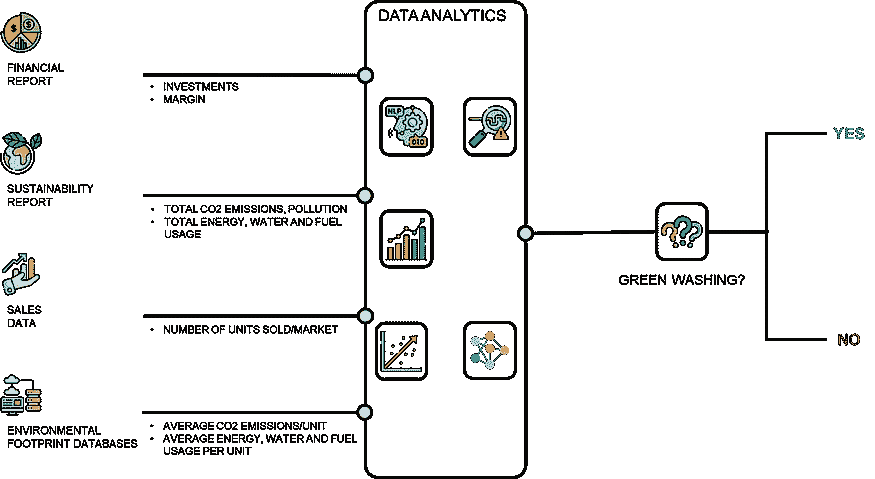 DATA ANALYTICS
FINANCIAL
REPORT
• INVESTMENTS
• MARGIN
NLP
010
SUSTAINABILITY
REPORT
• TOTAL CO2 EMISSIONS, POLLUTION
• TOTAL ENERGY, WATER AND FUEL
USAGE
SALES
DATA
• NUMBER OF UNITS SOLD/MARKET
ENVIRONMENTAL
FOOTPRINT DATABASES
• AVERAGE CO2 EMISSIONS/UNIT
• AVERAGE ENERGY, WATER AND FUEL
USAGE PER UNIT
GREEN WASHING?
YES
NO